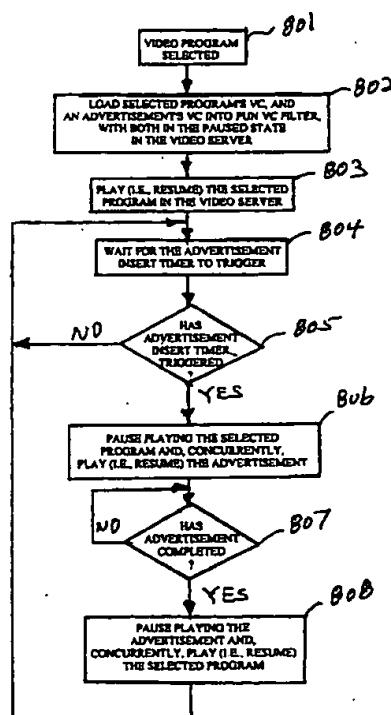 801
VIDEO PROGRAM
SELECTED
802
LOAD SELECTED PROGRAM'S VC, AND
AN ADVERTISEMENT'S VC INTO PUN VC FILTER,
WITH BOTH IN THE PAUSED STATE
IN THE VIDEO SERVER
803
PLAY (I.E., RESUME) THE SELECTED
PROGRAM IN THE VIDEO SERVER
804
WAIT FOR THE ADVERTISEMENT
INSERT TIMER TO TRIGGER
805
NO
HAS
ADVERTISEMENT
INSERT TIMER
TRIGGERED
?
YES
806
PAUSE PLAYING THE SELECTED
PROGRAM AND, CONCURRENTLY,
PLAY (I.E., RESUME) THE ADVERTISEMENT
807
NO
HAS
ADVERTISEMENT
COMPLETED
?
YES
808
PAUSE PLAYING THE
ADVERTISEMENT AND,
CONCURRENTLY, PLAY (I.E., RESUME)
THE SELECTED PROGRAM